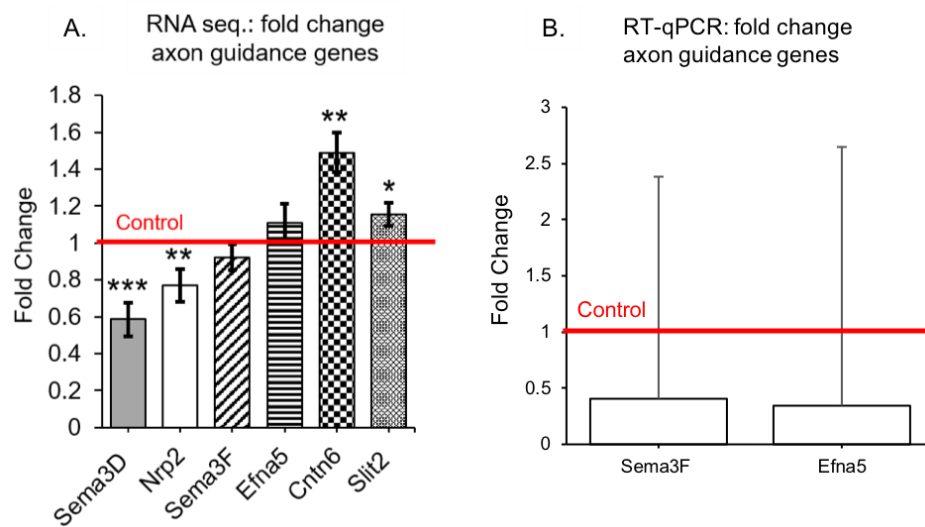 A.
RNA seq.: fold change
axon guidance genes
1.8
1.6
1.4
1.2
1
0.8
0.6
0.4
0.2
0
Fold Change
Control
***
**
**
*
Sema3D
Nrp2
Sema3F
Efna5
Cntn6
Slit2
B.
RT-qPCR: fold change
axon guidance genes
3
2.5
2
1.5
1
0.5
0
Fold Change
Control
Sema3F
Efna5